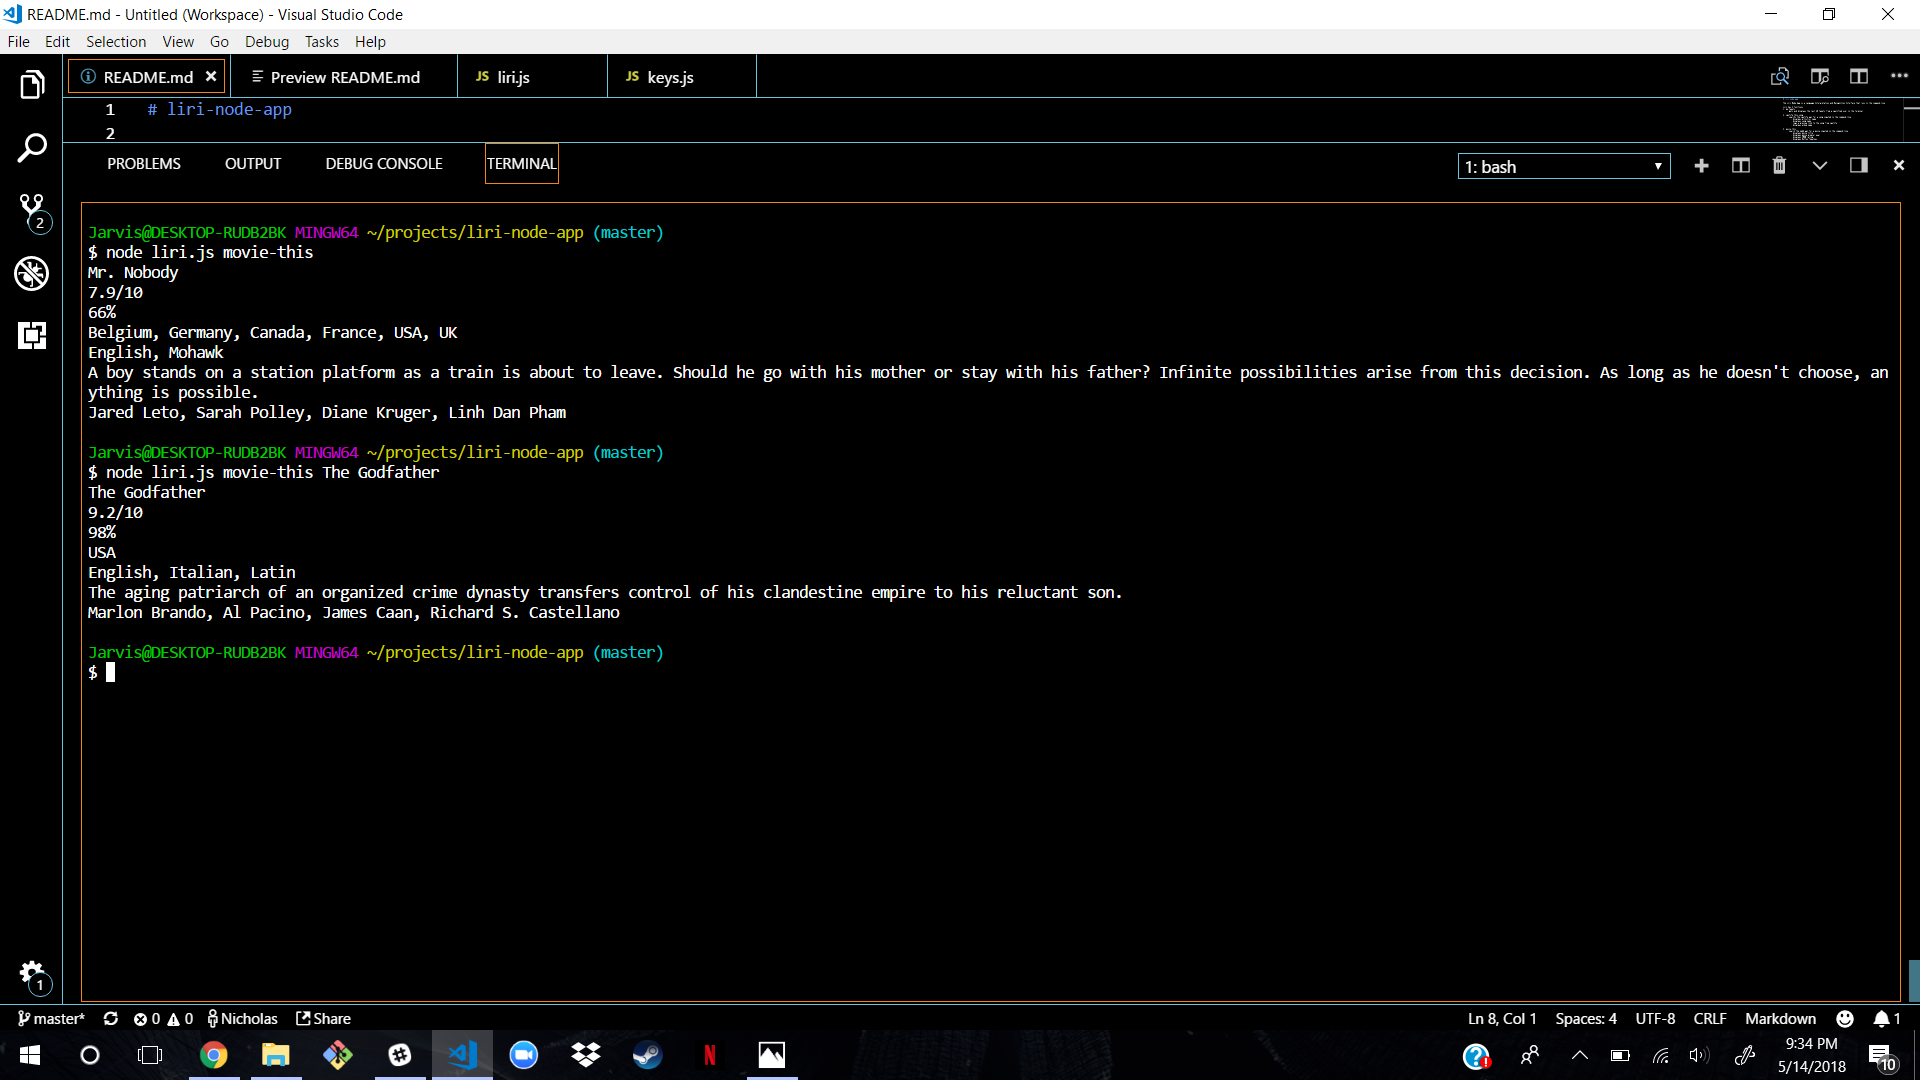 README.md - Untitled (Workspace) - Visual Studio Code
File Edit Selection View Go Debug Tasks Help
README.md Preview README.md JS liri.js JS keys.js
1 # liri-node-app
2
PROBLEMS OUTPUT DEBUG CONSOLE TERMINAL 1: bash
Jarvis@DESKTOP-RUDB2BK MINGW64 ~/projects/liri-node-app (master)
$ node liri.js movie-this
Mr. Nobody
7.9/10
66%
Belgium, Germany, Canada, France, USA, UK
English, Mohawk
A boy stands on a station platform as a train is about to leave. Should he go with his mother or stay with his father? Infinite possibilities arise from this decision. As long as he doesn't choose, an
ything is possible.
Jared Leto, Sarah Polley, Diane Kruger, Linh Dan Pham
Jarvis@DESKTOP-RUDB2BK MINGW64 ~/projects/liri-node-app (master)
$ node liri.js movie-this The Godfather
The Godfather
9.2/10
98%
USA
English, Italian, Latin
The aging patriarch of an organized crime dynasty transfers control of his clandestine empire to his reluctant son.
Marlon Brando, Al Pacino, James Caan, Richard S. Castellano
Jarvis@DESKTOP-RUDB2BK MINGW64 ~/projects/liri-node-app (master)
$
2
1
master* 0 0 Nicholas Share Ln 8, Col 1 Spaces: 4 UTF-8 CRLF Markdown 1
9:34 PM
5/14/2018
10